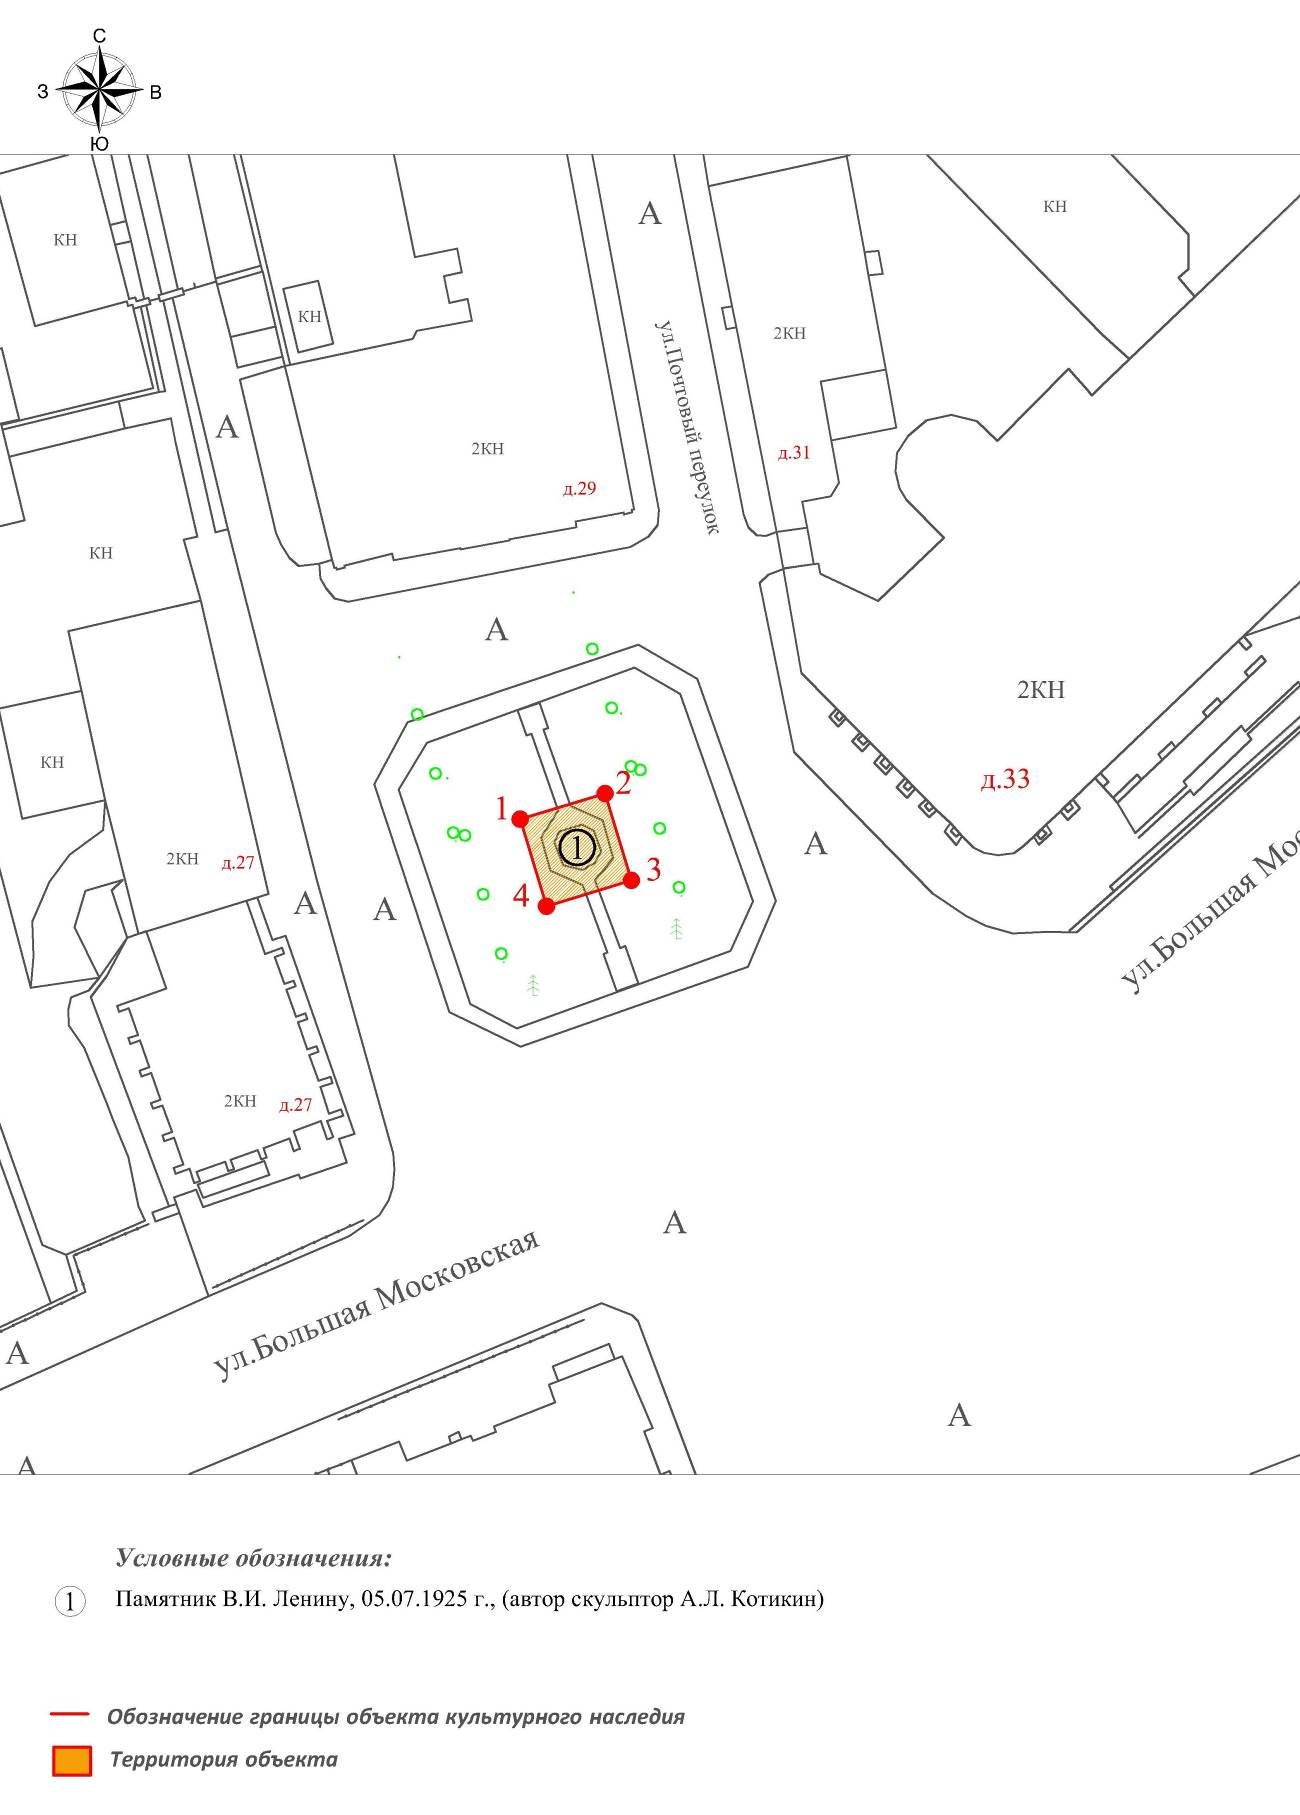 С
З
В
Ю
КН
А
КН
КН
2КН
ул.Почтовый переулок
А
2КН
д.31
д.29
КН
А
2КН
КН
д.33
1
2
А
2КН
д.27
1
3
4
А
А
ул.Большая Мос
2КН
д.27
А
ул.Большая Московская
А
А
А
Условные обозначения:
1
Памятник В.И. Ленину, 05.07.1925 г., (автор скульптор А.Л. Котикин)
Обозначение границы объекта культурного наследия
Территория объекта